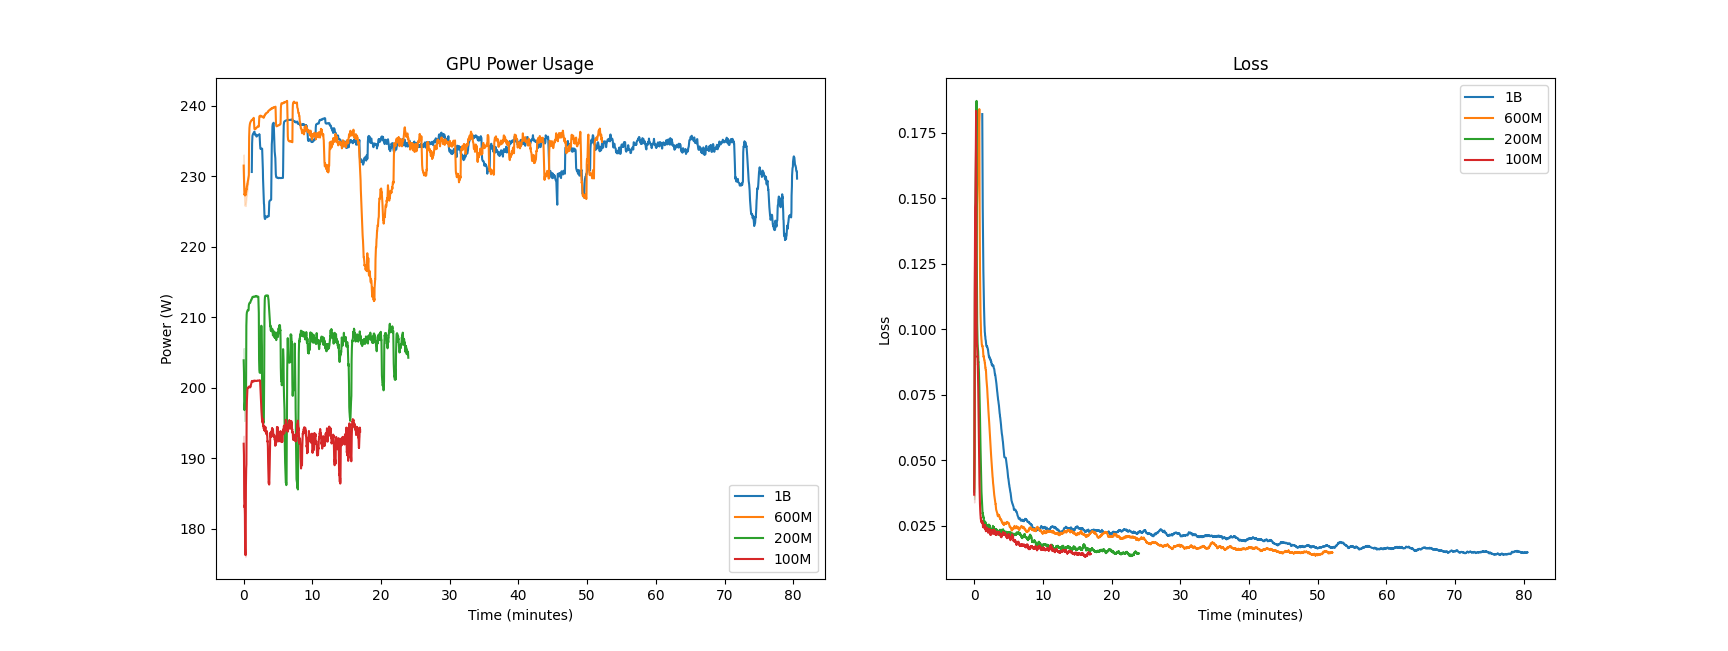 GPU Power Usage
240
230
220
210
200
190
180
Power (W)
0 10 20 30 40 50 60 70 80
Time (minutes)
1B
600M
200M
100M
Loss
0.175
0.150
0.125
0.100
0.075
0.050
0.025
Loss
0 10 20 30 40 50 60 70 80
Time (minutes)
1B
600M
200M
100M